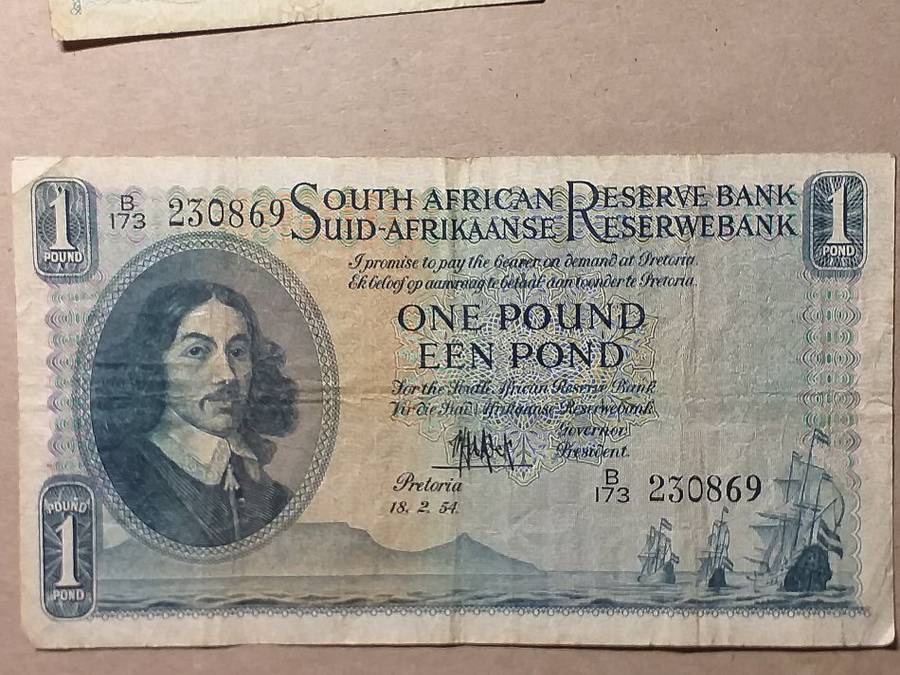 1 POUND
B/173 230869
SOUTH AFRICAN RESERVE BANK
SUID-AFRIKAANSE RESERWEBANK
1 POND
I promise to pay the bearer on demand at Pretoria.
Ek beloof op aanvraag te betaal aan toonder te Pretoria.
ONE POUND
EEN POND
For the South African Reserve Bank
Vir die Suid-Afrikaanse Reserwebank
Governor
President.
Pretoria
18. 2. 54.
B/173 230869
POUND
1
POND